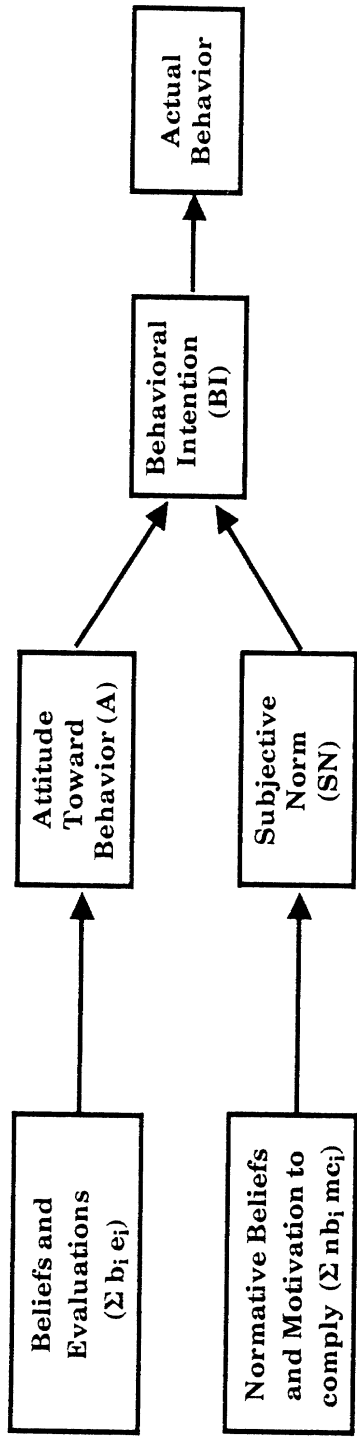 Beliefs and
Evaluations
(Σ bᵢ eᵢ)
Attitude
Toward
Behavior (A)
Normative Beliefs
and Motivation to
comply (Σ nbᵢ mcᵢ)
Subjective
Norm
(SN)
Behavioral
Intention
(BI)
Actual
Behavior